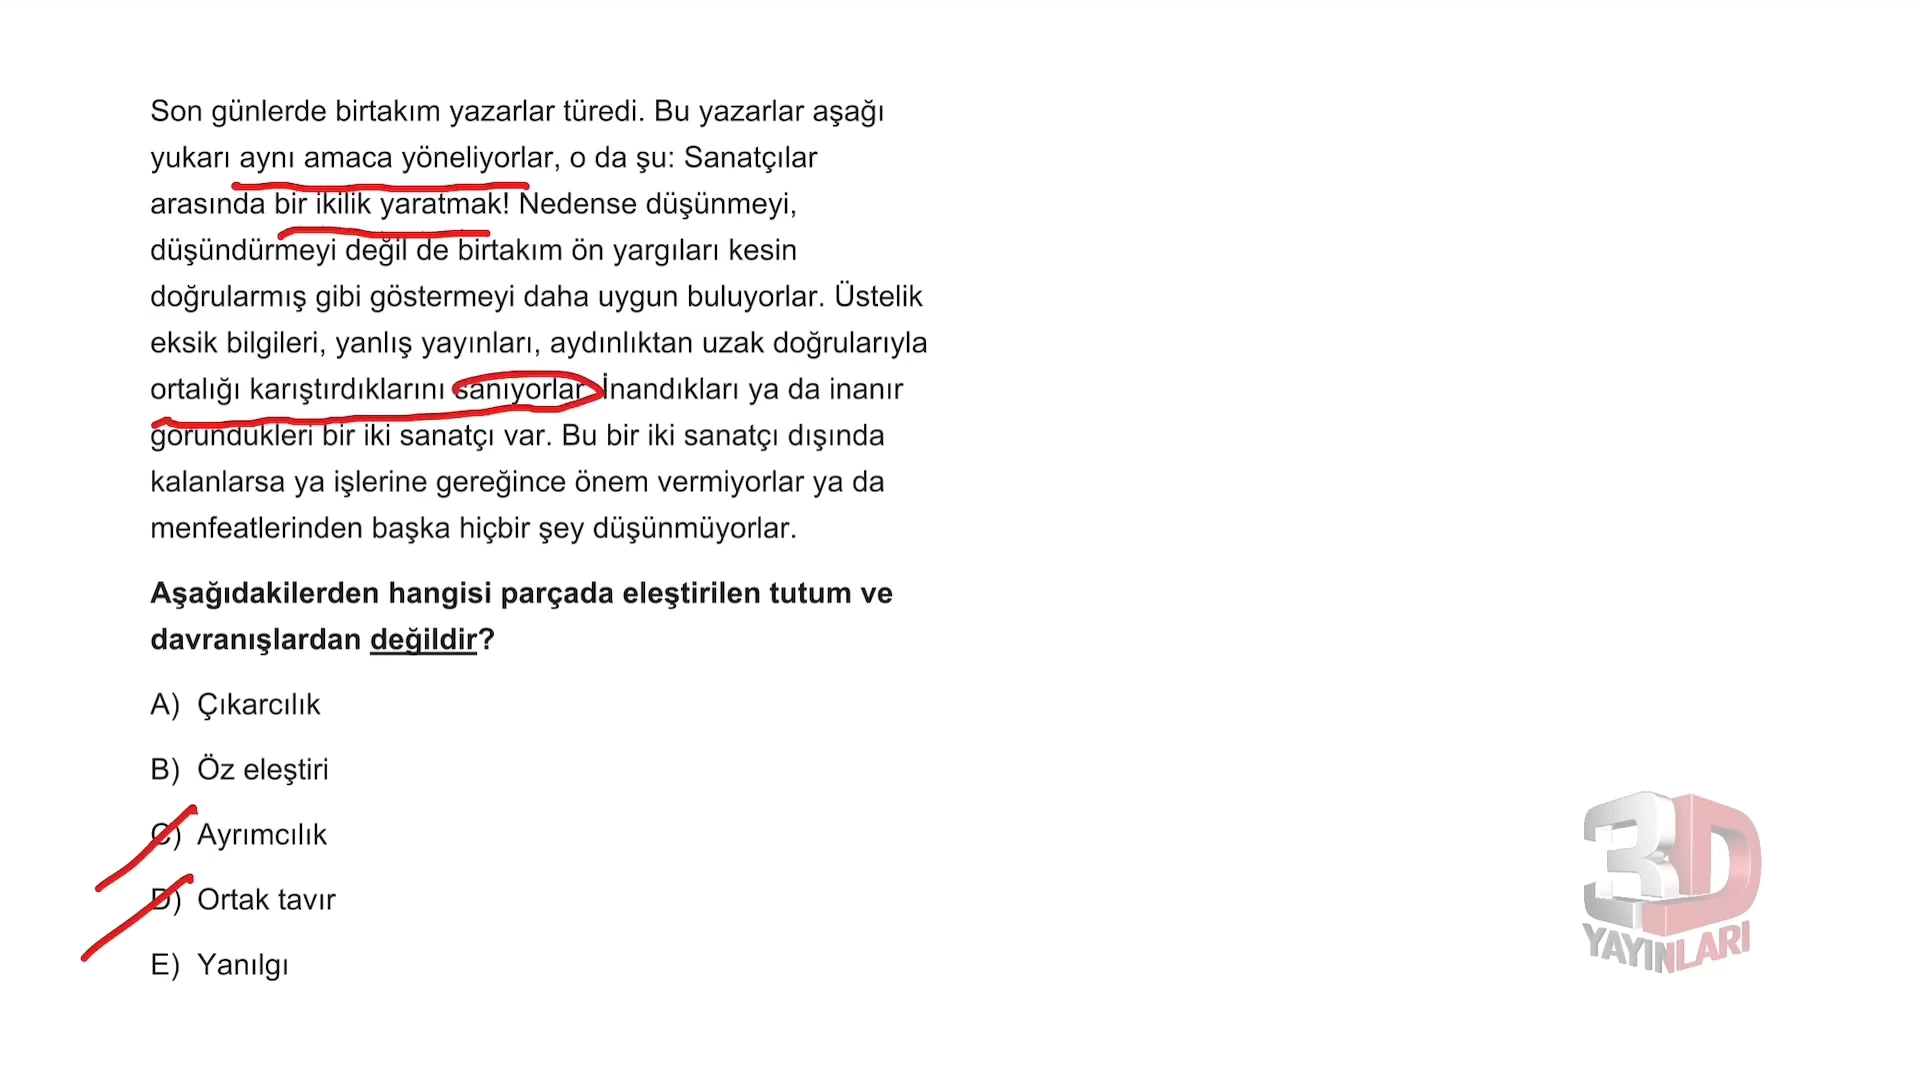 Son günlerde birtakım yazarlar türedi. Bu yazarlar aşağı
yukarı aynı amaca yöneliyorlar, o da şu: Sanatçılar
arasında bir ikilik yaratmak! Nedense düşünmeyi,
düşündürmeyi değil de birtakım ön yargıları kesin
doğrularmış gibi göstermeyi daha uygun buluyorlar. Üstelik
eksik bilgileri, yanlış yayınları, aydınlıktan uzak doğrularıyla
ortalığı karıştırdıklarını sanıyorlar. İnandıkları ya da inanır
göründükleri bir iki sanatçı var. Bu bir iki sanatçı dışında
kalanlarsa ya işlerine gereğince önem vermiyorlar ya da
menfeatlerinden başka hiçbir şey düşünmüyorlar.
Aşağıdakilerden hangisi parçada eleştirilen tutum ve
davranışlardan değildir?
A) Çıkarcılık
B) Öz eleştiri
C) Ayrımcılık
D) Ortak tavır
E) Yanılgı
3D
YAYINLARI